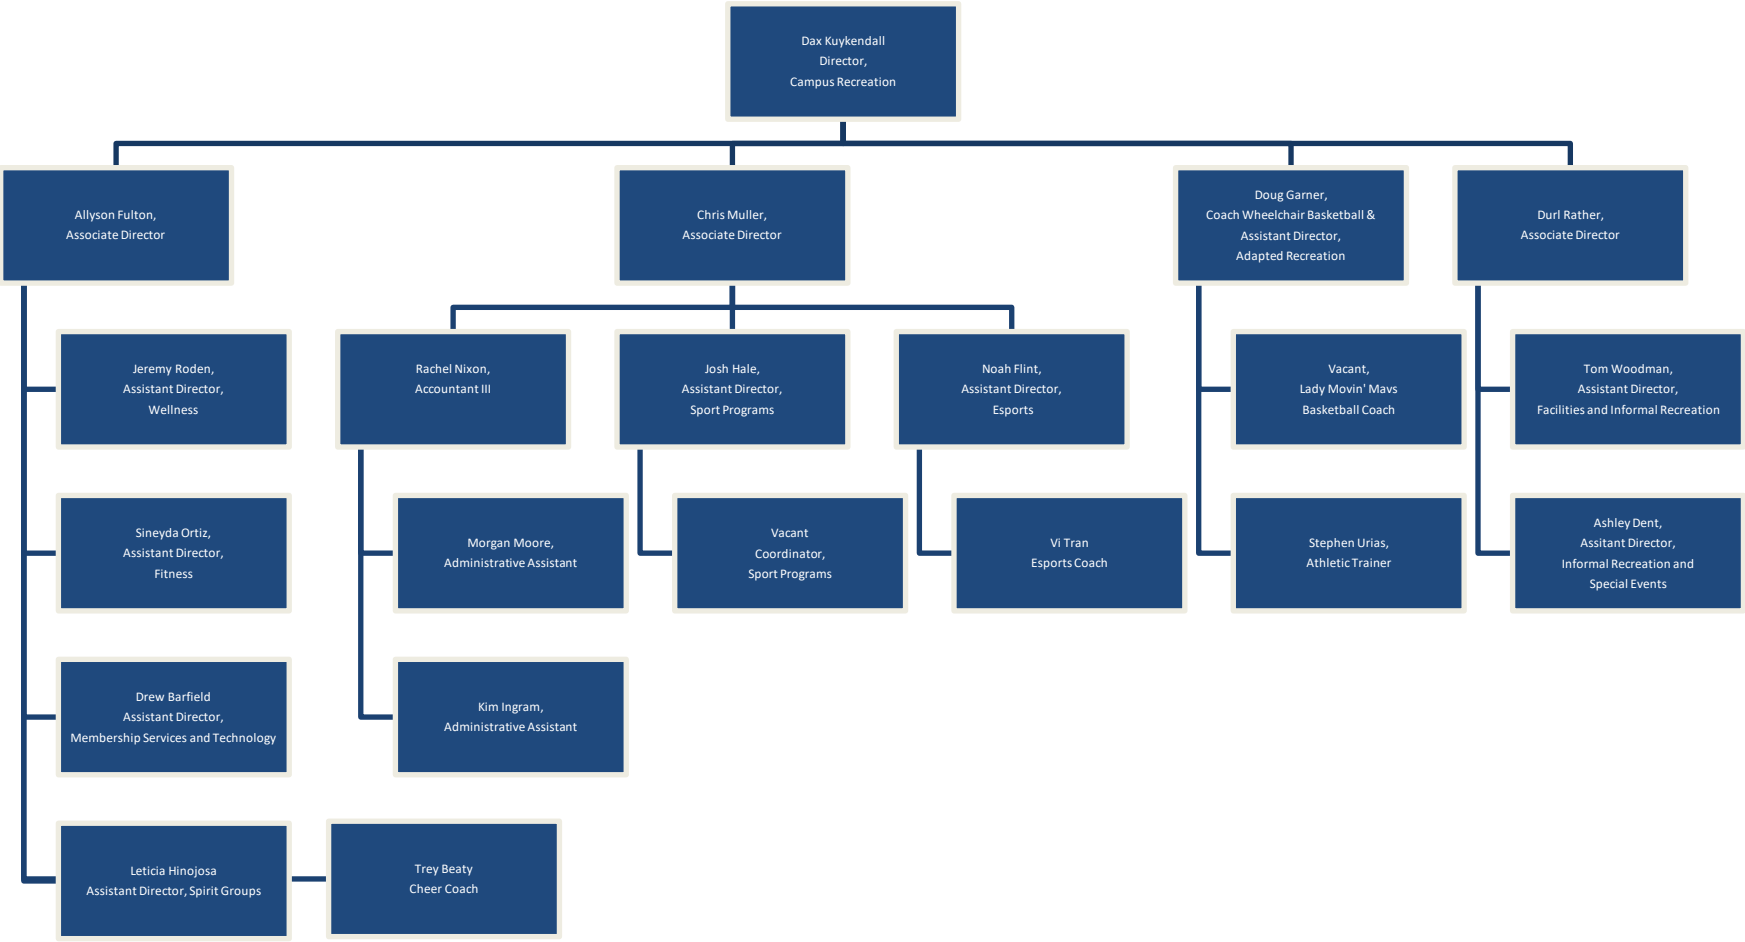 Dax Kuykendall
Director,
Campus Recreation
Allyson Fulton,
Associate Director
Chris Muller,
Associate Director
Doug Garner,
Coach Wheelchair Basketball &
Assistant Director,
Adapted Recreation
Durl Rather,
Associate Director
Jeremy Roden,
Assistant Director,
Wellness
Rachel Nixon,
Accountant III
Josh Hale,
Assistant Director,
Sport Programs
Noah Flint,
Assistant Director,
Esports
Vacant,
Lady Movin' Mavs
Basketball Coach
Tom Woodman,
Assistant Director,
Facilities and Informal Recreation
Sineyda Ortiz,
Assistant Director,
Fitness
Morgan Moore,
Administrative Assistant
Vacant
Coordinator,
Sport Programs
Vi Tran
Esports Coach
Stephen Urias,
Athletic Trainer
Ashley Dent,
Assitant Director,
Informal Recreation and
Special Events
Drew Barfield
Assistant Director,
Membership Services and Technology
Kim Ingram,
Administrative Assistant
Leticia Hinojosa
Assistant Director, Spirit Groups
Trey Beaty
Cheer Coach